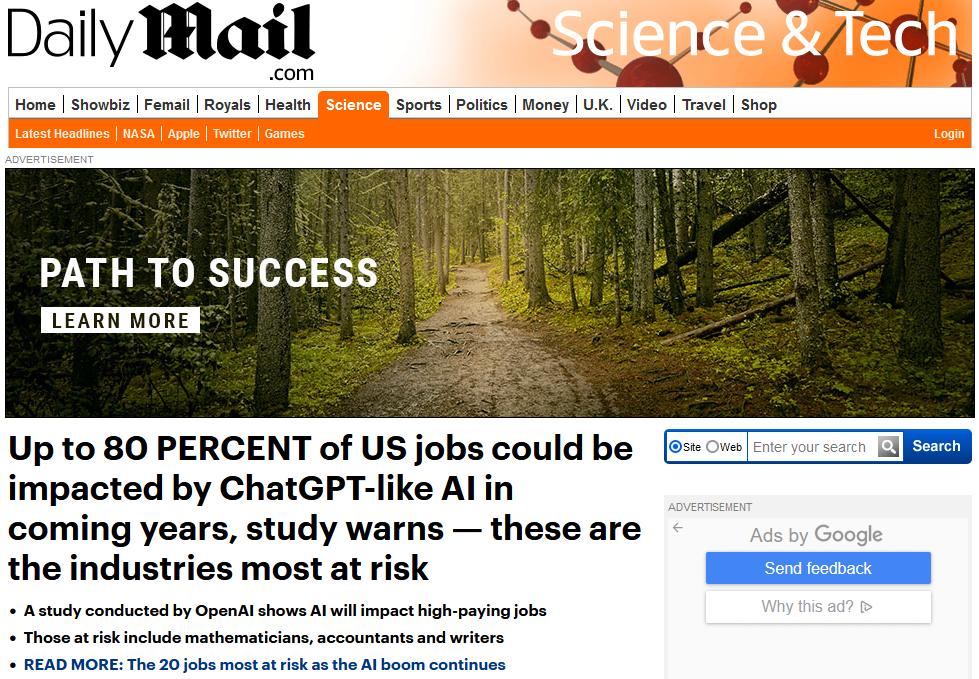 Daily Mail
.com
Science & Tech
Home Showbiz Femail Royals Health Science Sports Politics Money U.K. Video Travel Shop
Latest Headlines NASA Apple Twitter Games Login
ADVERTISEMENT
PATH TO SUCCESS
LEARN MORE
Up to 80 PERCENT of US jobs could be
impacted by ChatGPT-like AI in
coming years, study warns — these are
the industries most at risk
• A study conducted by OpenAI shows AI will impact high-paying jobs
• Those at risk include mathematicians, accountants and writers
• READ MORE: The 20 jobs most at risk as the AI boom continues
Site Web Enter your search Search
ADVERTISEMENT
Ads by Google
Send feedback
Why this ad?